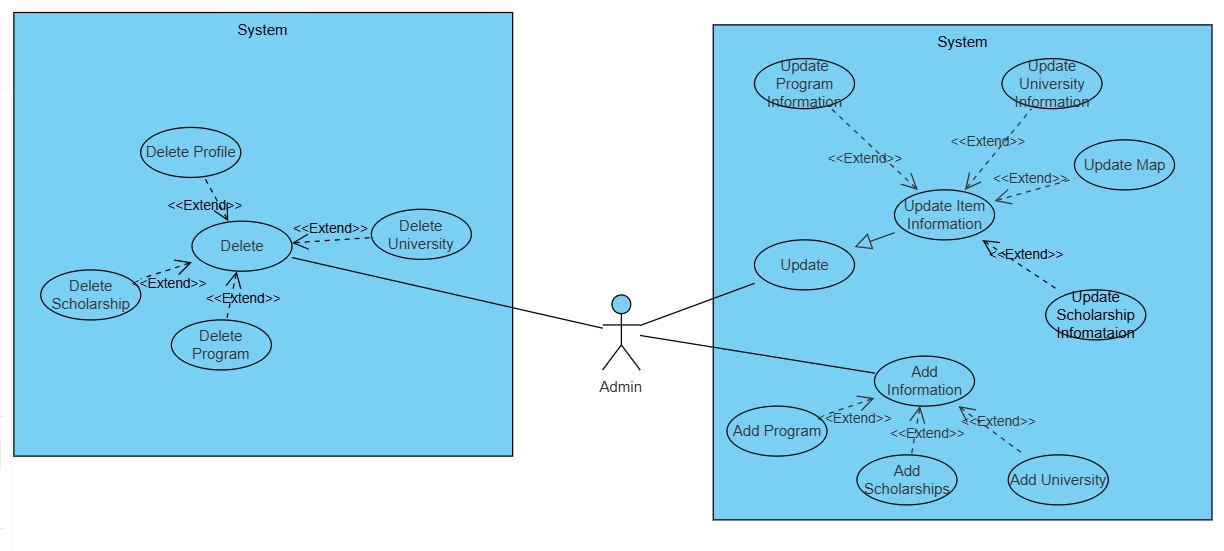 System
Delete Profile
<<Extend>>
Delete
<<Extend>>
Delete
University
Delete
Scholarship
<<Extend>>
<<Extend>>
Delete
Program
Admin
System
Update
Program
Information
Update
University
Information
<<Extend>>
<<Extend>>
Update Map
<<Extend>>
Update Item
Information
Update
<<Extend>>
Update
Scholarship
Infomataion
Add
Information
Add Program
<<Extend>>
<<Extend>>
<<Extend>>
Add
Scholarships
Add University